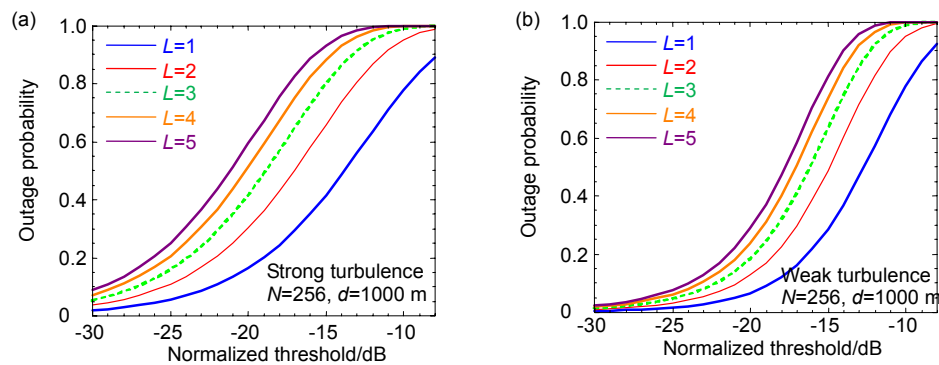 (a)
1.0
0.8
0.6
0.4
0.2
0
Outage probability
L=1
L=2
L=3
L=4
L=5
Strong turbulence
N=256, d=1000 m
-30 -25 -20 -15 -10
Normalized threshold/dB
(b)
1.0
0.8
0.6
0.4
0.2
0
Outage probability
L=1
L=2
L=3
L=4
L=5
Weak turbulence
N=256, d=1000 m
-30 -25 -20 -15 -10
Normalized threshold/dB